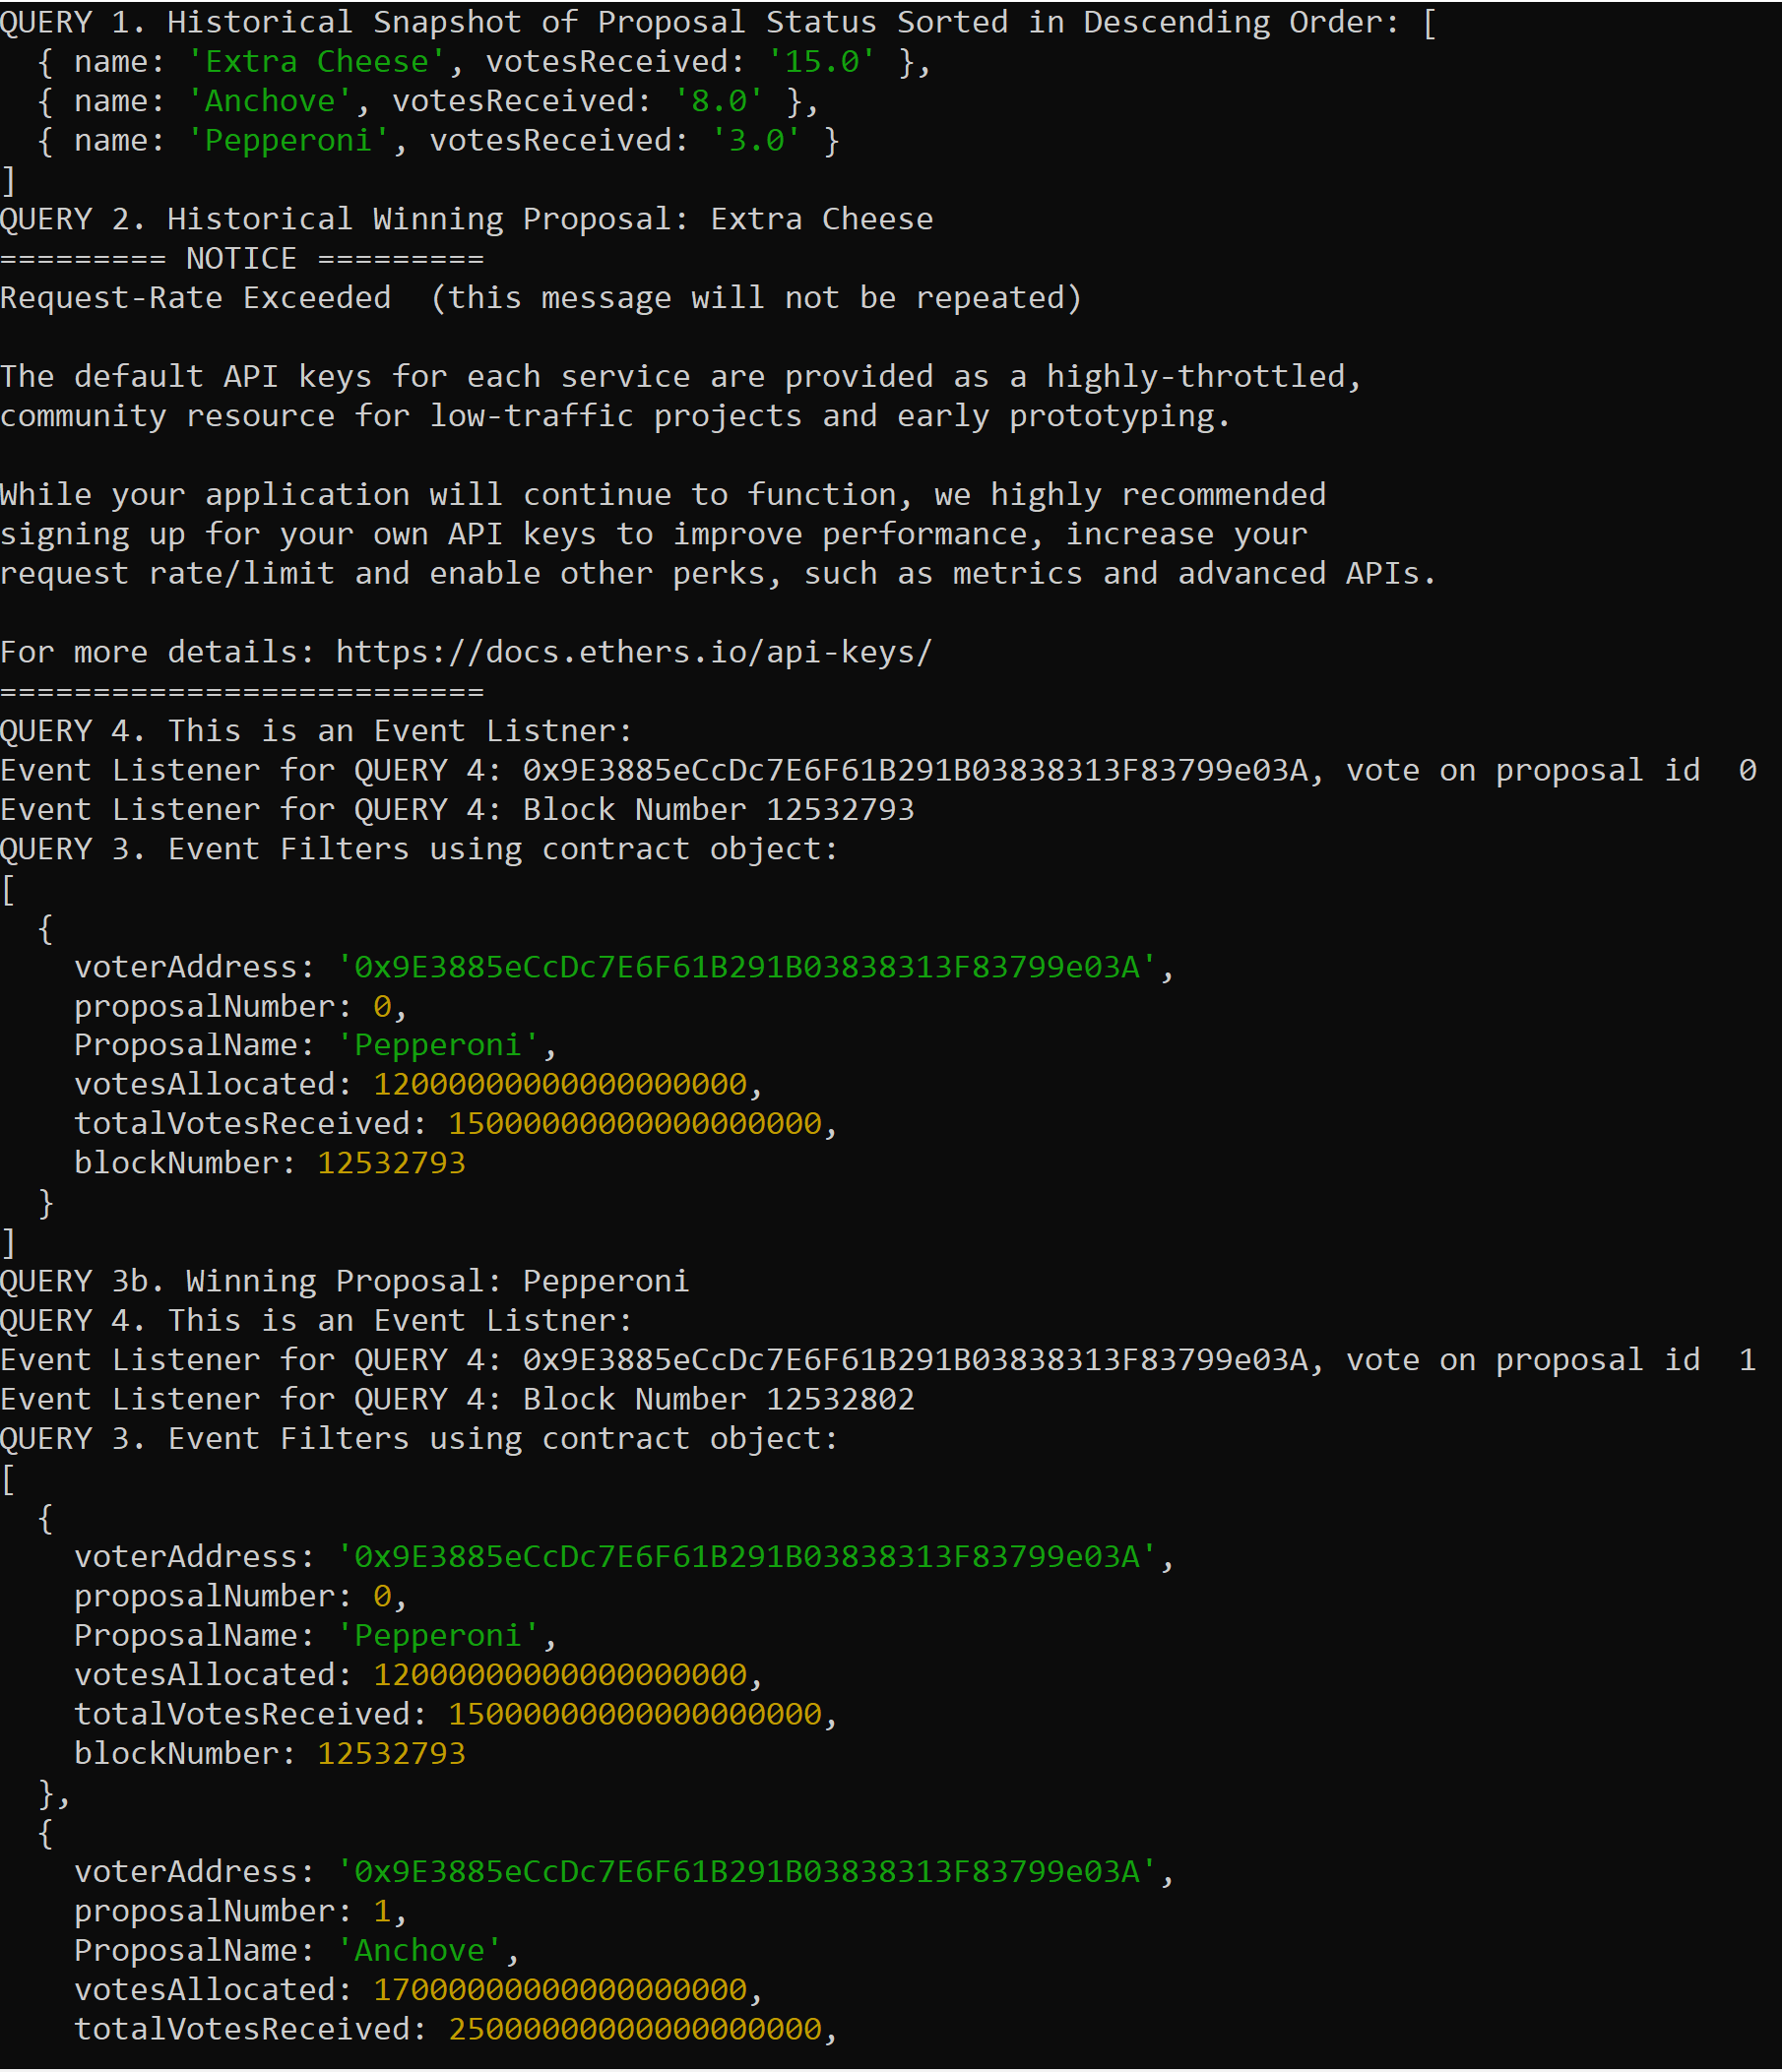 QUERY 1. Historical Snapshot of Proposal Status Sorted in Descending Order: [
  { name: 'Extra Cheese', votesReceived: '15.0' },
  { name: 'Anchove', votesReceived: '8.0' },
  { name: 'Pepperoni', votesReceived: '3.0' }
]
QUERY 2. Historical Winning Proposal: Extra Cheese
========= NOTICE =========
Request-Rate Exceeded  (this message will not be repeated)

The default API keys for each service are provided as a highly-throttled,
community resource for low-traffic projects and early prototyping.

While your application will continue to function, we highly recommended
signing up for your own API keys to improve performance, increase your
request rate/limit and enable other perks, such as metrics and advanced APIs.

For more details: https://docs.ethers.io/api-keys/
==========================
QUERY 4. This is an Event Listner:
Event Listener for QUERY 4: 0x9E3885eCcDc7E6F61B291B03838313F83799e03A, vote on proposal id  0
Event Listener for QUERY 4: Block Number 12532793
QUERY 3. Event Filters using contract object:
[
  {
    voterAddress: '0x9E3885eCcDc7E6F61B291B03838313F83799e03A',
    proposalNumber: 0,
    ProposalName: 'Pepperoni',
    votesAllocated: 12000000000000000000,
    totalVotesReceived: 15000000000000000000,
    blockNumber: 12532793
  }
]
QUERY 3b. Winning Proposal: Pepperoni
QUERY 4. This is an Event Listner:
Event Listener for QUERY 4: 0x9E3885eCcDc7E6F61B291B03838313F83799e03A, vote on proposal id  1
Event Listener for QUERY 4: Block Number 12532802
QUERY 3. Event Filters using contract object:
[
  {
    voterAddress: '0x9E3885eCcDc7E6F61B291B03838313F83799e03A',
    proposalNumber: 0,
    ProposalName: 'Pepperoni',
    votesAllocated: 12000000000000000000,
    totalVotesReceived: 15000000000000000000,
    blockNumber: 12532793
  },
  {
    voterAddress: '0x9E3885eCcDc7E6F61B291B03838313F83799e03A',
    proposalNumber: 1,
    ProposalName: 'Anchove',
    votesAllocated: 17000000000000000000,
    totalVotesReceived: 25000000000000000000,